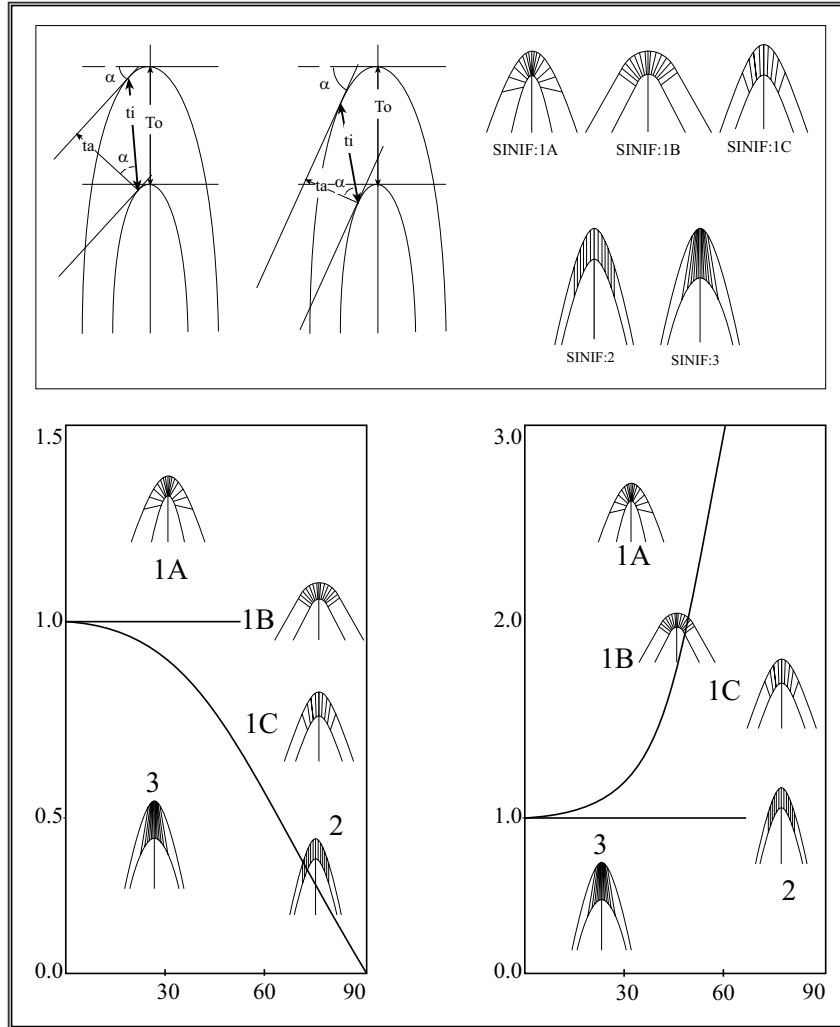 α
ti
To
ta
α
α
To
ti
ta
α
SINIF:1A
SINIF:1B
SINIF:1C
SINIF:2
SINIF:3
1.5
1A
1.0
1B
1C
3
0.5
2
0.0
30
60
90
3.0
1A
2.0
1B
1C
1.0
3
2
0.0
30
60
90